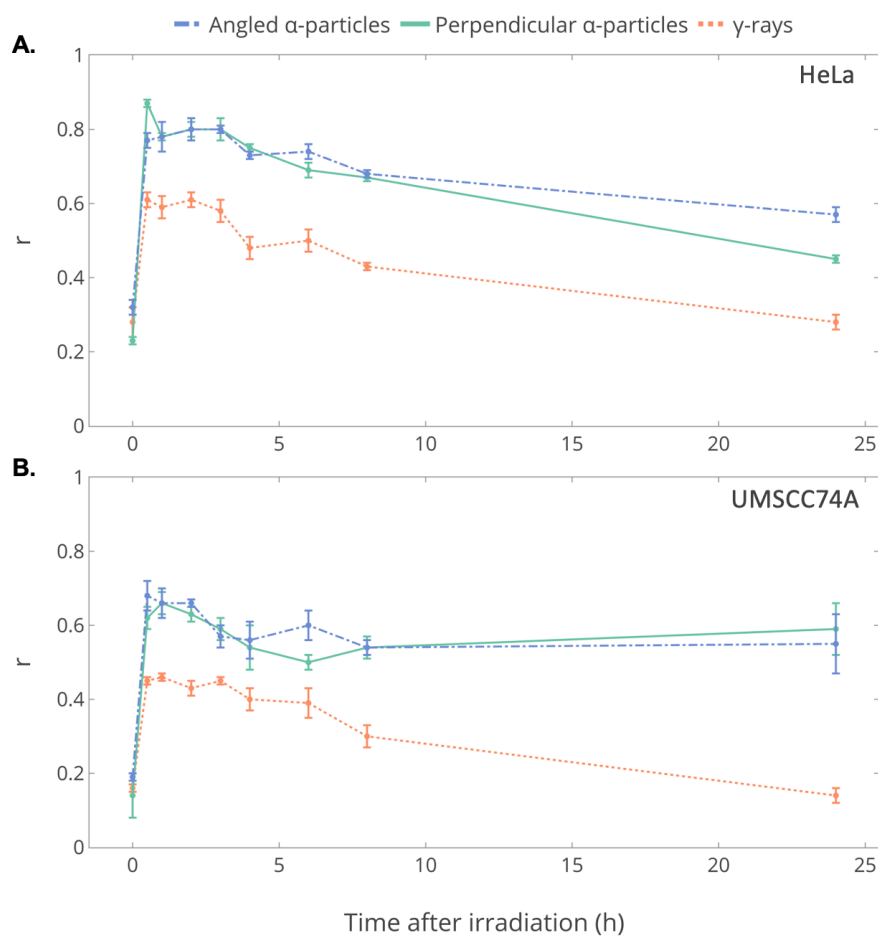 Angled α-particles Perpendicular α-particles γ-rays
A.
HeLa
1
0.8
0.6
0.4
0.2
0
r
0 5 10 15 20 25
B.
UMSCC74A
1
0.8
0.6
0.4
0.2
0
r
0 5 10 15 20 25
Time after irradiation (h)